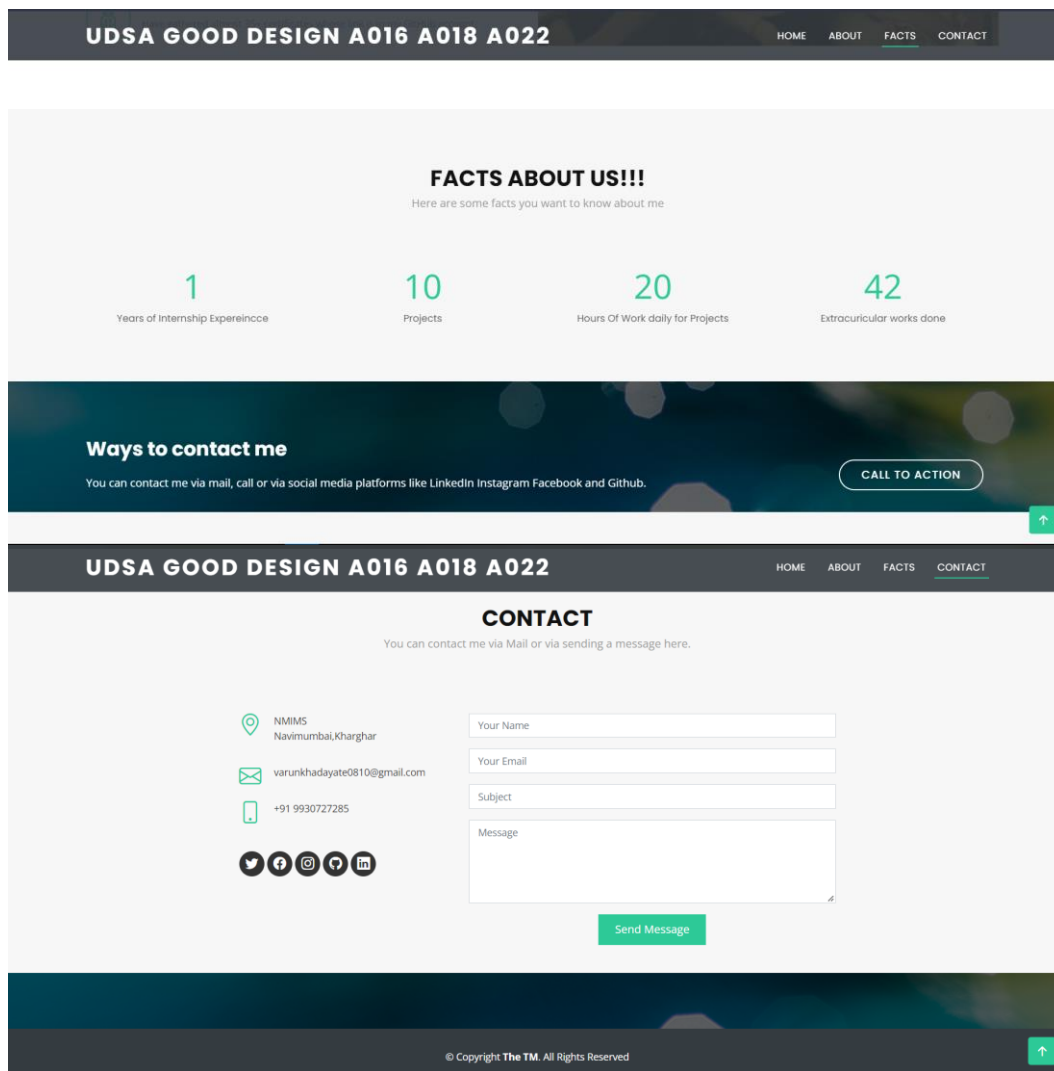 UDSA GOOD DESIGN A016 A018 A022
HOME ABOUT FACTS CONTACT
FACTS ABOUT US!!!
Here are some facts you want to know about me
1 10 20 42
Years of Internship Expereincce Projects Hours Of Work daily for Projects Extracuricular works done
Ways to contact me
You can contact me via mail, call or via social media platforms like LinkedIn Instagram Facebook and Github.
CALL TO ACTION
UDSA GOOD DESIGN A016 A018 A022
HOME ABOUT FACTS CONTACT
CONTACT
You can contact me via Mail or via sending a message here.
NMIMS
Navimumbai,Kharghar
varunkhadayate0810@gmail.com
+91 9930727285
Your Name
Your Email
Subject
Message
Send Message
© Copyright The TM. All Rights Reserved